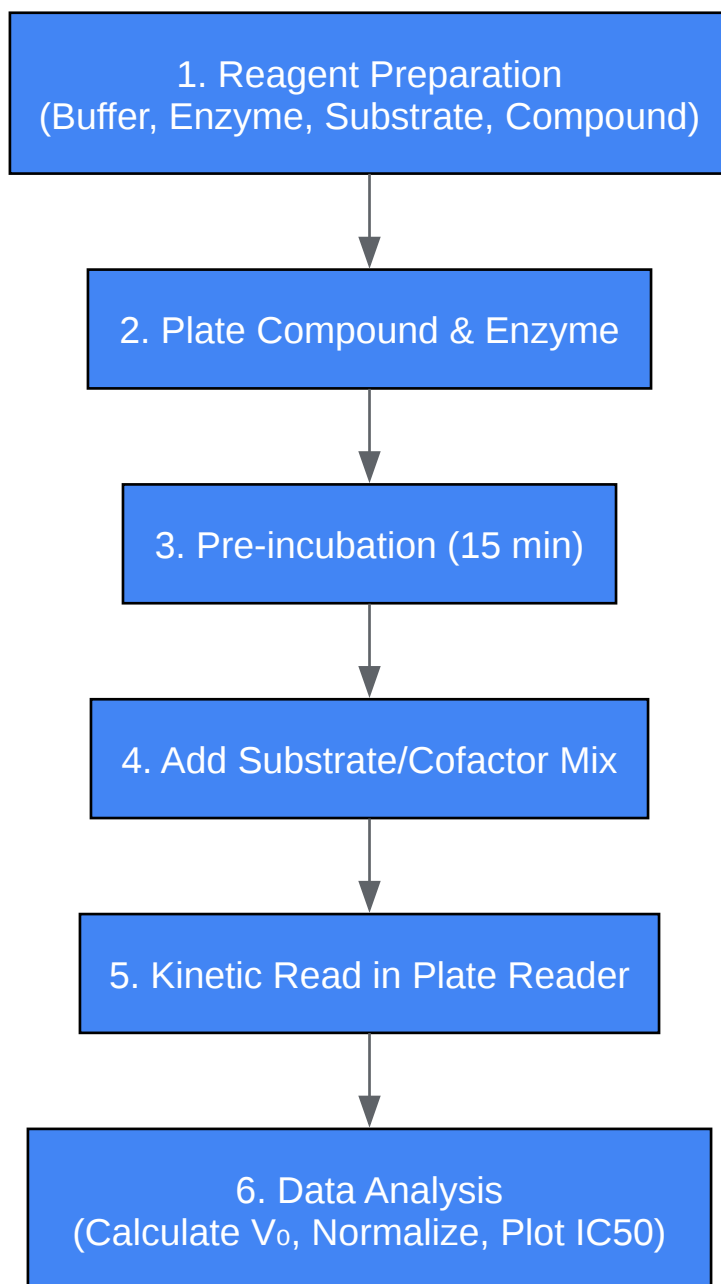 1. Reagent Preparation
(Buffer, Enzyme, Substrate, Compound)
2. Plate Compound & Enzyme
3. Pre-incubation (15 min)
4. Add Substrate/Cofactor Mix
5. Kinetic Read in Plate Reader
6. Data Analysis
(Calculate V₀, Normalize, Plot IC50)